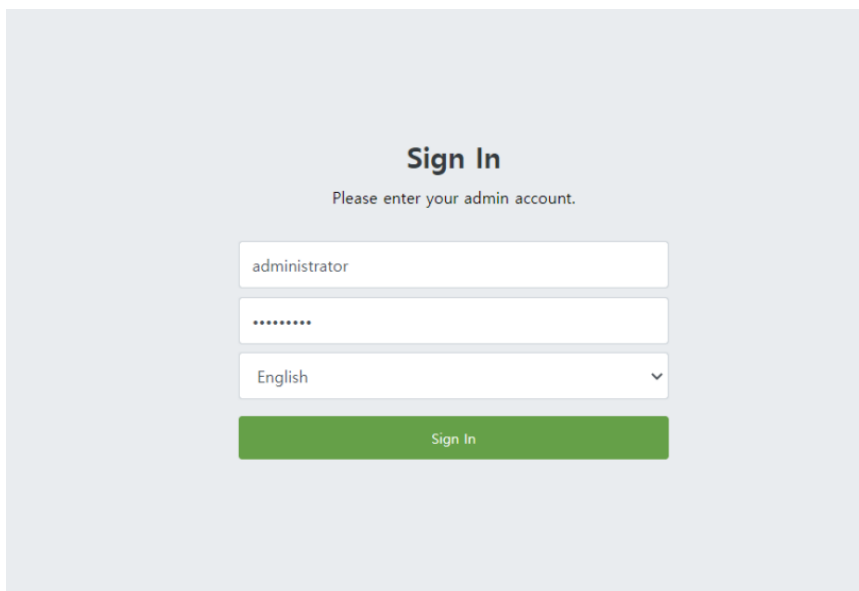 Sign In
Please enter your admin account.
administrator
•••••••••
English
Sign In